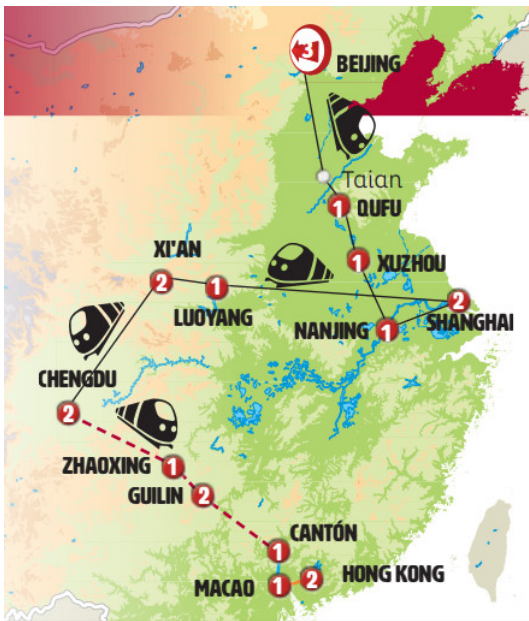 3
BEIJING
Taian
1
QUFU
XI'AN
2
1
XUZHOU
1
LUOYANG
2
SHANGHAI
NANJING
1
CHENGDU
2
ZHAOXING
1
GUILIN
2
CANTÓN
1
MACAO
1
2
HONG KONG